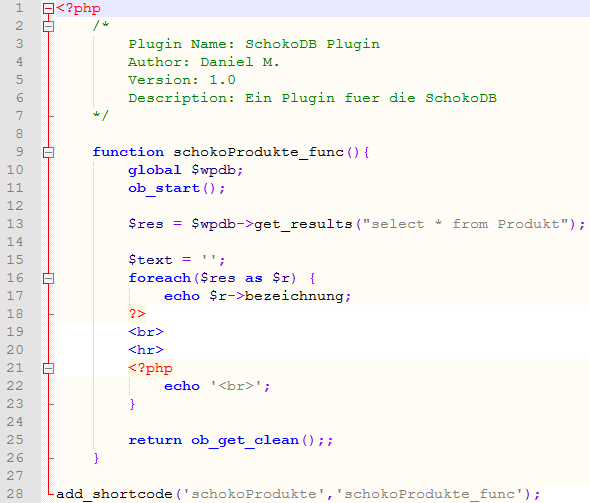 1 <?php
2 /*
3 Plugin Name: SchokoDB Plugin
4 Author: Daniel M.
5 Version: 1.0
6 Description: Ein Plugin fuer die SchokoDB
7 */
8
9 function schokoProdukte_func(){
10 global $wpdb;
11 ob_start();
12
13 $res = $wpdb->get_results("select * from Produkt");
14
15 $text = '';
16 foreach($res as $r) {
17 echo $r->bezeichnung;
18 ?>
19 <br>
20 <hr>
21 <?php
22 echo '<br>';
23 }
24
25 return ob_get_clean();;
26 }
27
28 add_shortcode('schokoProdukte','schokoProdukte_func');